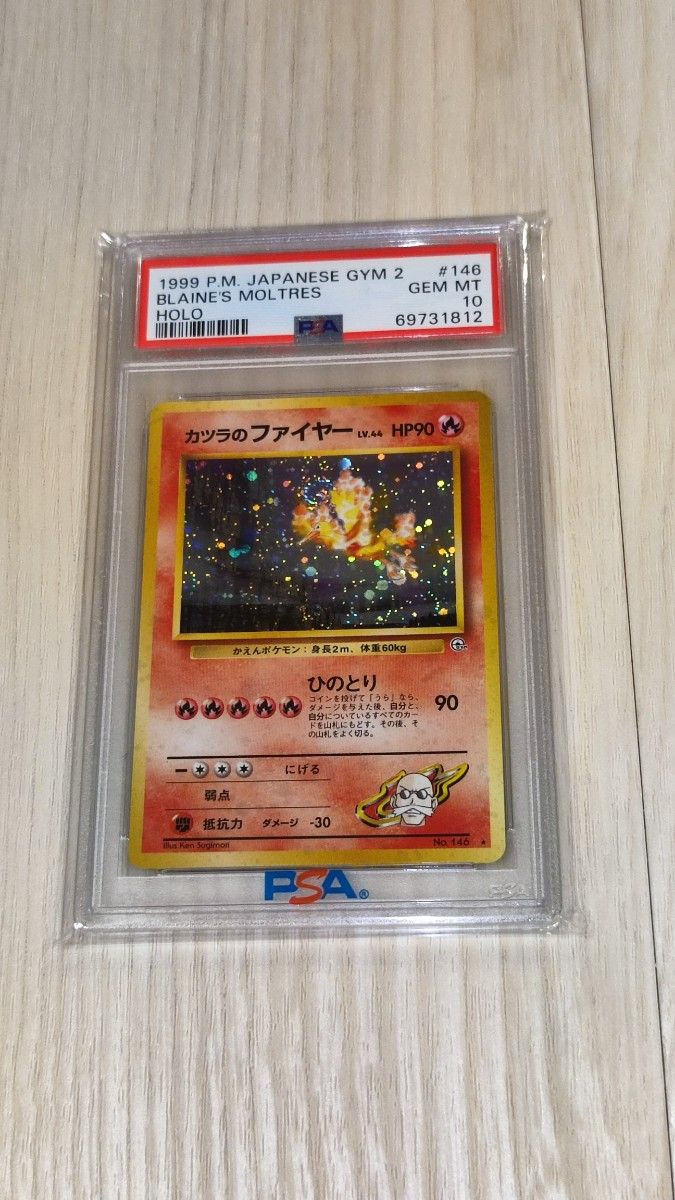 1999 P.M. JAPANESE GYM 2 #146
BLAINE'S MOLTRES GEM MT
HOLO 10
PSA 69731812
カツラのファイヤー LV.44 HP90
かえんポケモン：身長2m、体重60kg
ひのとり
コインを投げて「うら」なら、
ダメージを与えた後、自分と、
自分についているすべてのカー
ドを山札にもどす。その後、そ
の山札をよく切る。
90
にげる
弱点
抵抗力 ダメージ -30
Illus Ken Sugimori No. 146
PSA®
PSA